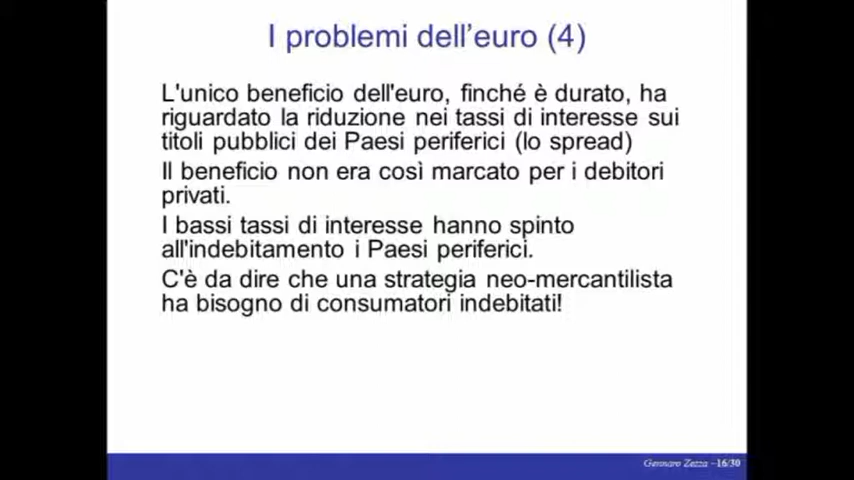 I problemi dell'euro (4)
L'unico beneficio dell'euro, finché è durato, ha
riguardato la riduzione nei tassi di interesse sui
titoli pubblici dei Paesi periferici (lo spread)
Il beneficio non era così marcato per i debitori
privati.
I bassi tassi di interesse hanno spinto
all'indebitamento i Paesi periferici.
C'è da dire che una strategia neo-mercantilista
ha bisogno di consumatori indebitati!
Gennaro Zezza –16/30